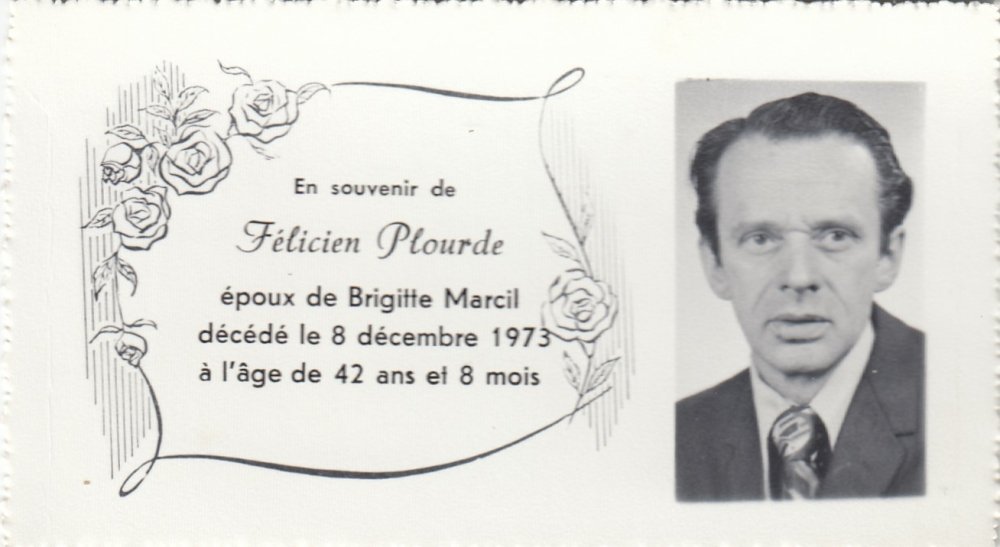 En souvenir de
Félicien Plourde
époux de Brigitte Marcil
décédé le 8 décembre 1973
à l'âge de 42 ans et 8 mois